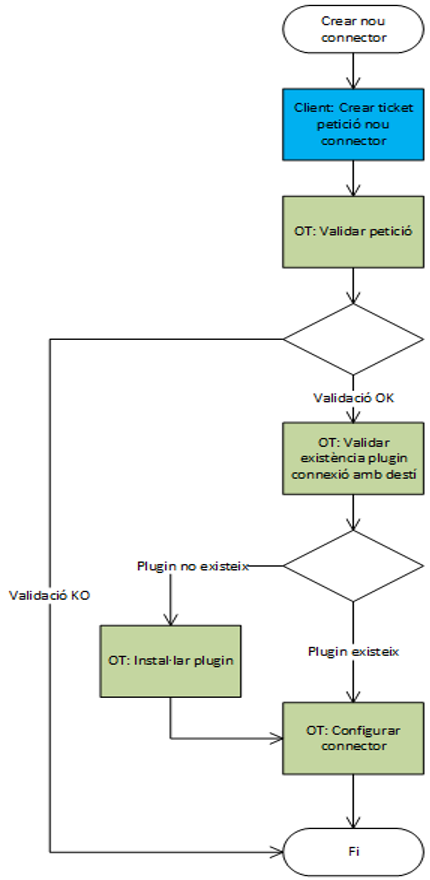 Crear nou
connector
Client: Crear ticket
petició nou
connector
OT: Validar petició
Validació OK
OT: Validar
existència plugin
connexió amb destí
Plugin no existeix
Validació KO
Plugin existeix
OT: Instal·lar plugin
OT: Configurar
connector
Fi